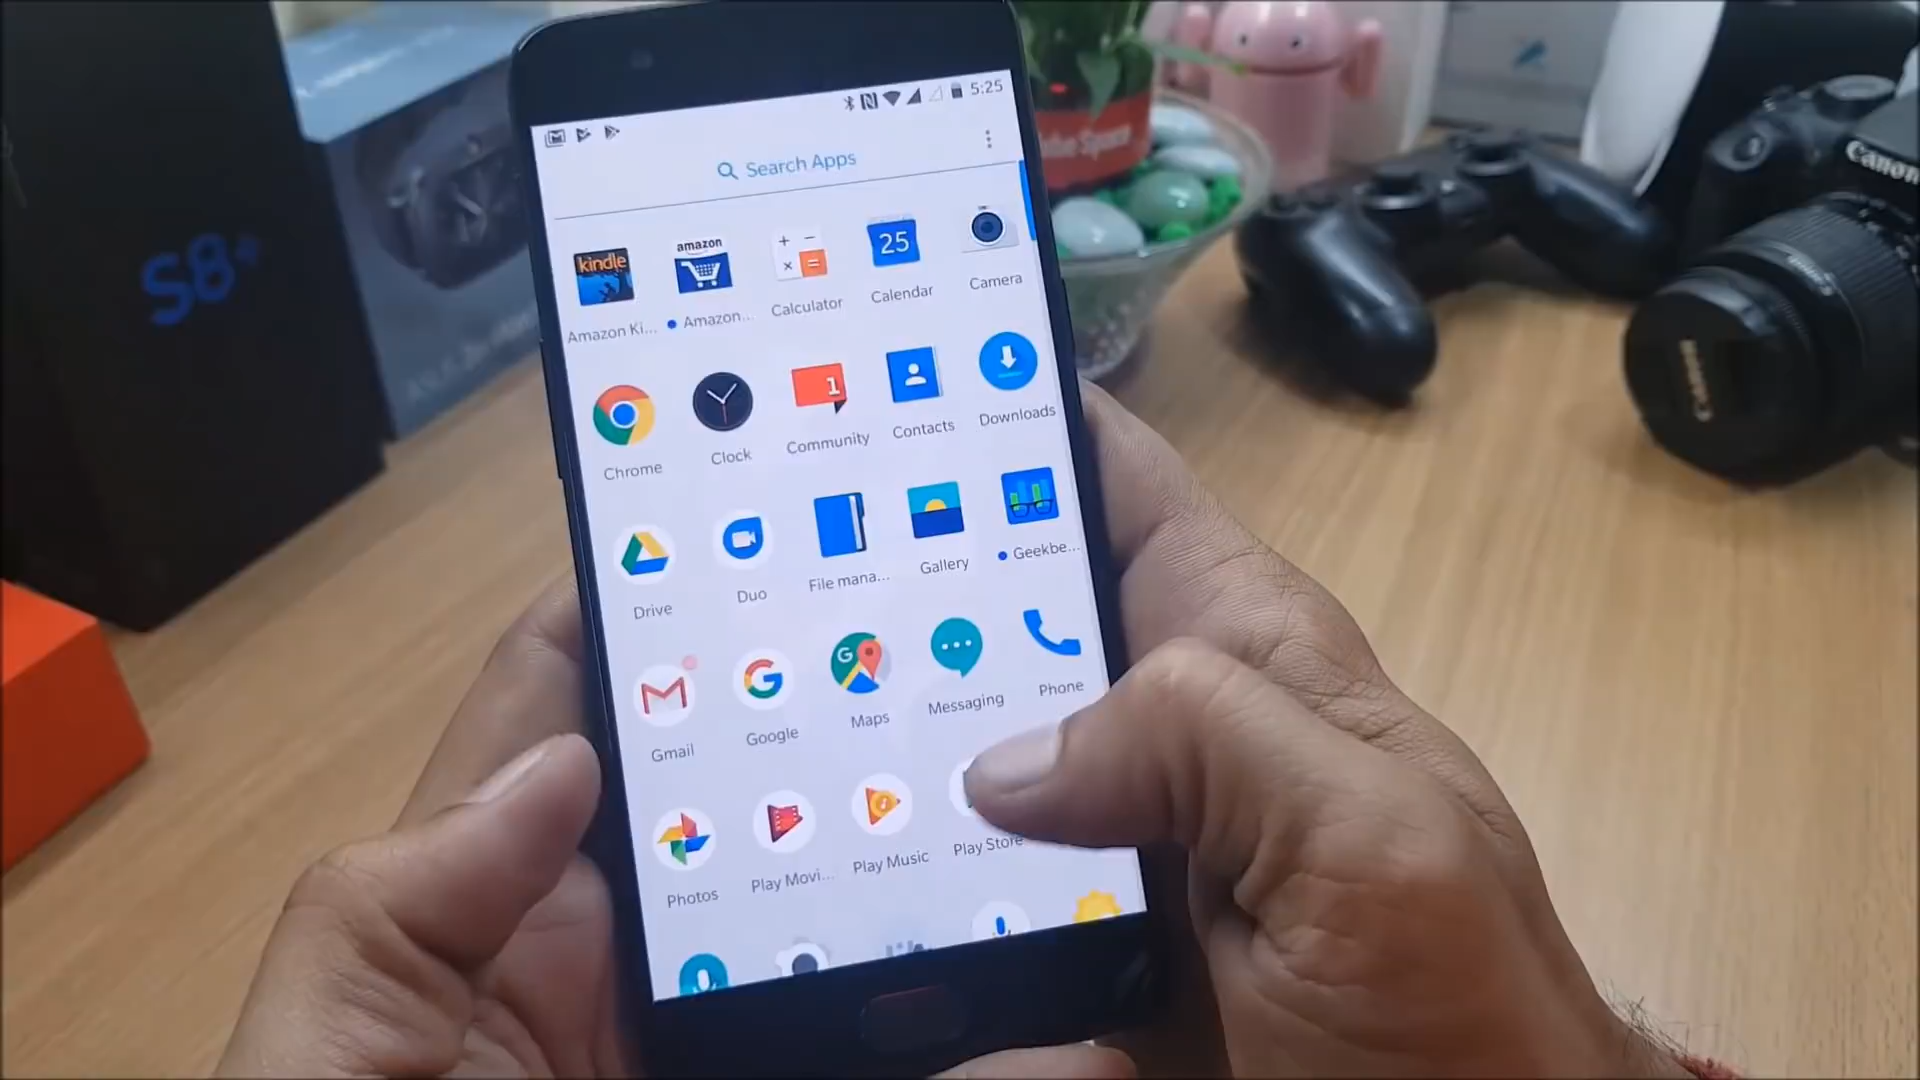 5:25
Search Apps
kindle
amazon
25
Amazon Ki...
Amazon...
Calculator
Calendar
Camera
1
Chrome
Clock
Community
Contacts
Downloads
Drive
Duo
File mana...
Gallery
Geekbe...
G
Gmail
Google
Maps
Messaging
Phone
Photos
Play Movi...
Play Music
Play Store
S8+
Canon
Canon